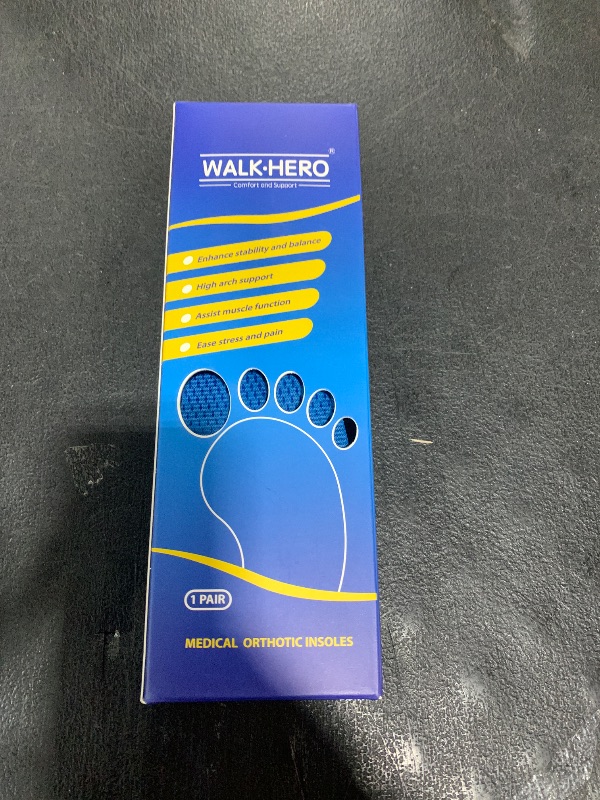 WALK·HERO®
Comfort and Support
Enhance stability and balance
High arch support
Assist muscle function
Ease stress and pain
1 PAIR
MEDICAL ORTHOTIC INSOLES